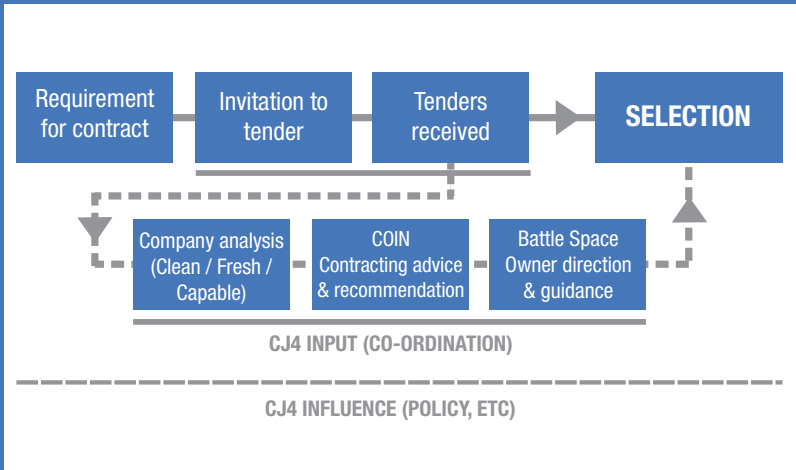 Requirement
for contract
Invitation to
tender
Tenders
received
SELECTION
Company analysis
(Clean / Fresh /
Capable)
COIN
Contracting advice
& recommendation
Battle Space
Owner direction
& guidance
CJ4 INPUT (CO-ORDINATION)
CJ4 INFLUENCE (POLICY, ETC)